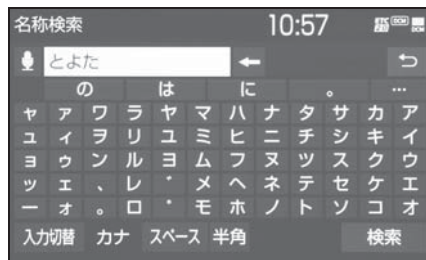 名称検索 10:57
とよた
の は に 。 …
ャ ァ ワ ラ ヤ マ ハ ナ タ サ カ ア
ュ ィ ヲ リ ユ ミ ヒ ニ チ シ キ イ
ョ ゥ ン ル ヨ ム フ ヌ ツ ス ク ウ
ッ ェ 、 レ ゛ メ ヘ ネ テ セ ケ エ
ー ォ 。 ロ ゜ モ ホ ノ ト ソ コ オ
入力切替 カナ スペース 半角 検索